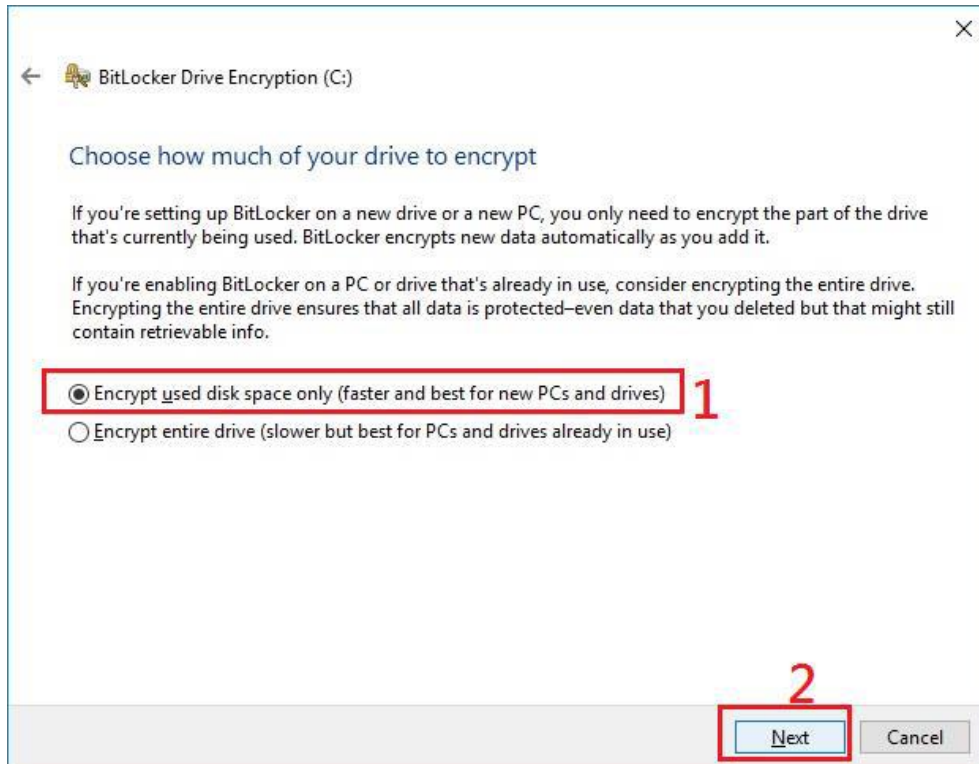 BitLocker Drive Encryption (C:)
Choose how much of your drive to encrypt
If you're setting up BitLocker on a new drive or a new PC, you only need to encrypt the part of the drive
that's currently being used. BitLocker encrypts new data automatically as you add it.
If you're enabling BitLocker on a PC or drive that's already in use, consider encrypting the entire drive.
Encrypting the entire drive ensures that all data is protected–even data that you deleted but that might still
contain retrievable info.
Encrypt used disk space only (faster and best for new PCs and drives) 1
Encrypt entire drive (slower but best for PCs and drives already in use)
2
Next Cancel